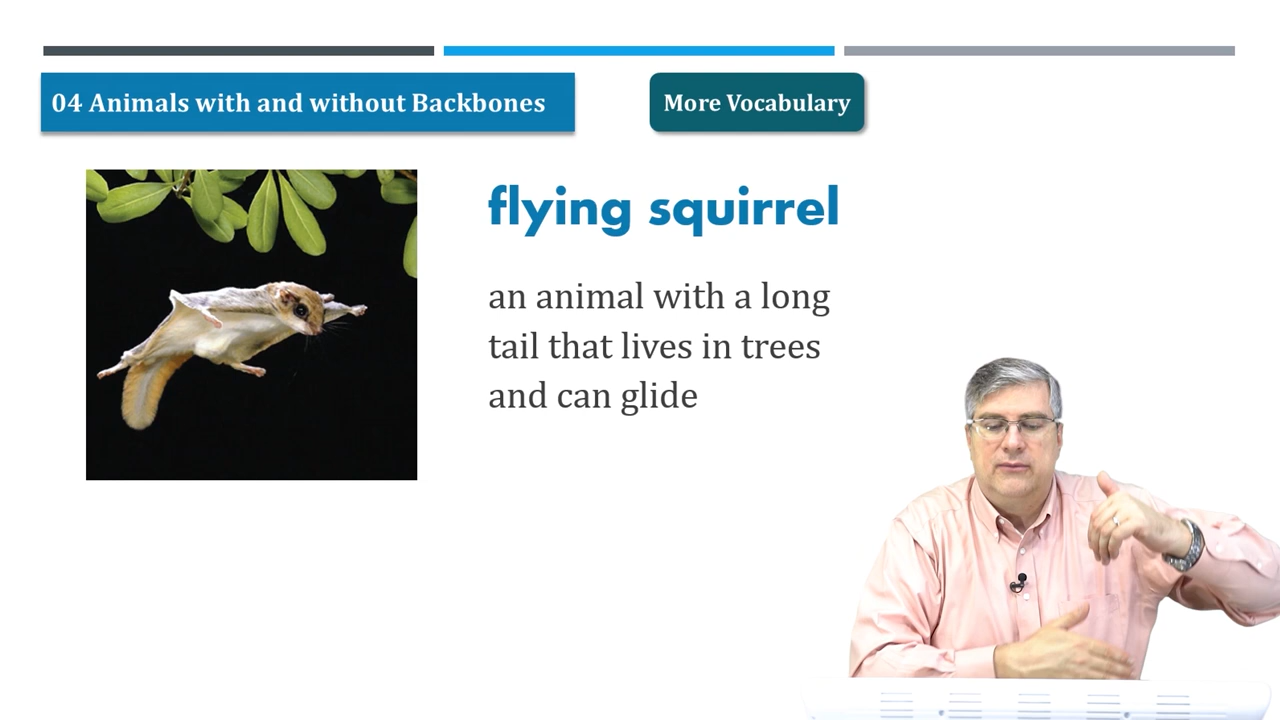 04 Animals with and without Backbones
More Vocabulary
flying squirrel
an animal with a long
tail that lives in trees
and can glide